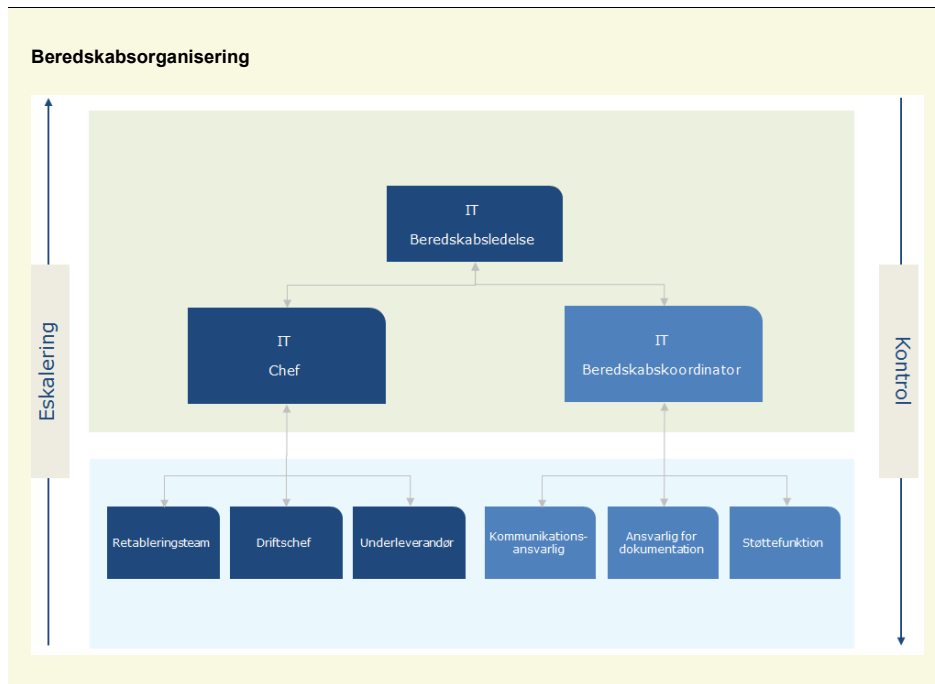 Beredskabsorganisering
IT
Beredskabsledelse
IT
Chef
IT
Beredskabskoordinator
Eskalering
Kontrol
Retableringsteam
Driftschef
Underleverandør
Kommunikations-
ansvarlig
Ansvarlig for
dokumentation
Støttefunktion